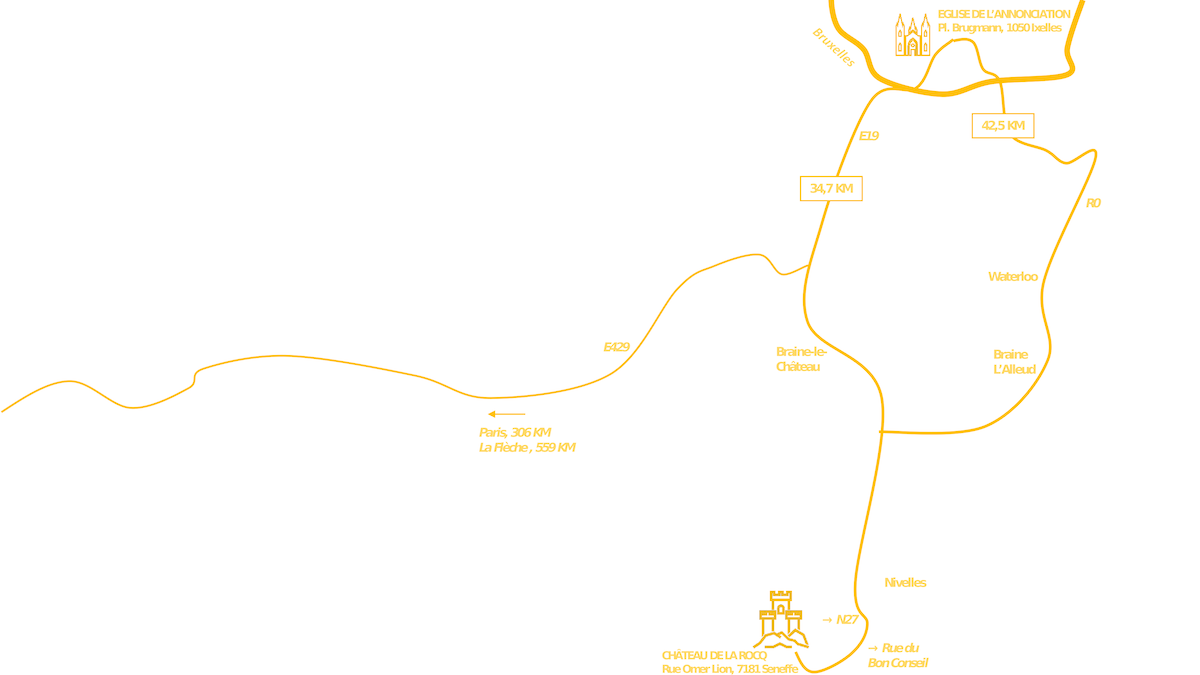 EGLISE DE L'ANNONCIATION
Pl. Brugmann, 1050 Ixelles
Bruxelles
42,5 KM
E19
34,7 KM
R0
Waterloo
E429
Braine-le-
Château
Braine
L'Alleud
Paris, 306 KM
La Flèche , 559 KM
Nivelles
→ N27
→ Rue du
Bon Conseil
CHÂTEAU DE LA ROCQ
Rue Omer Lion, 7181 Seneffe